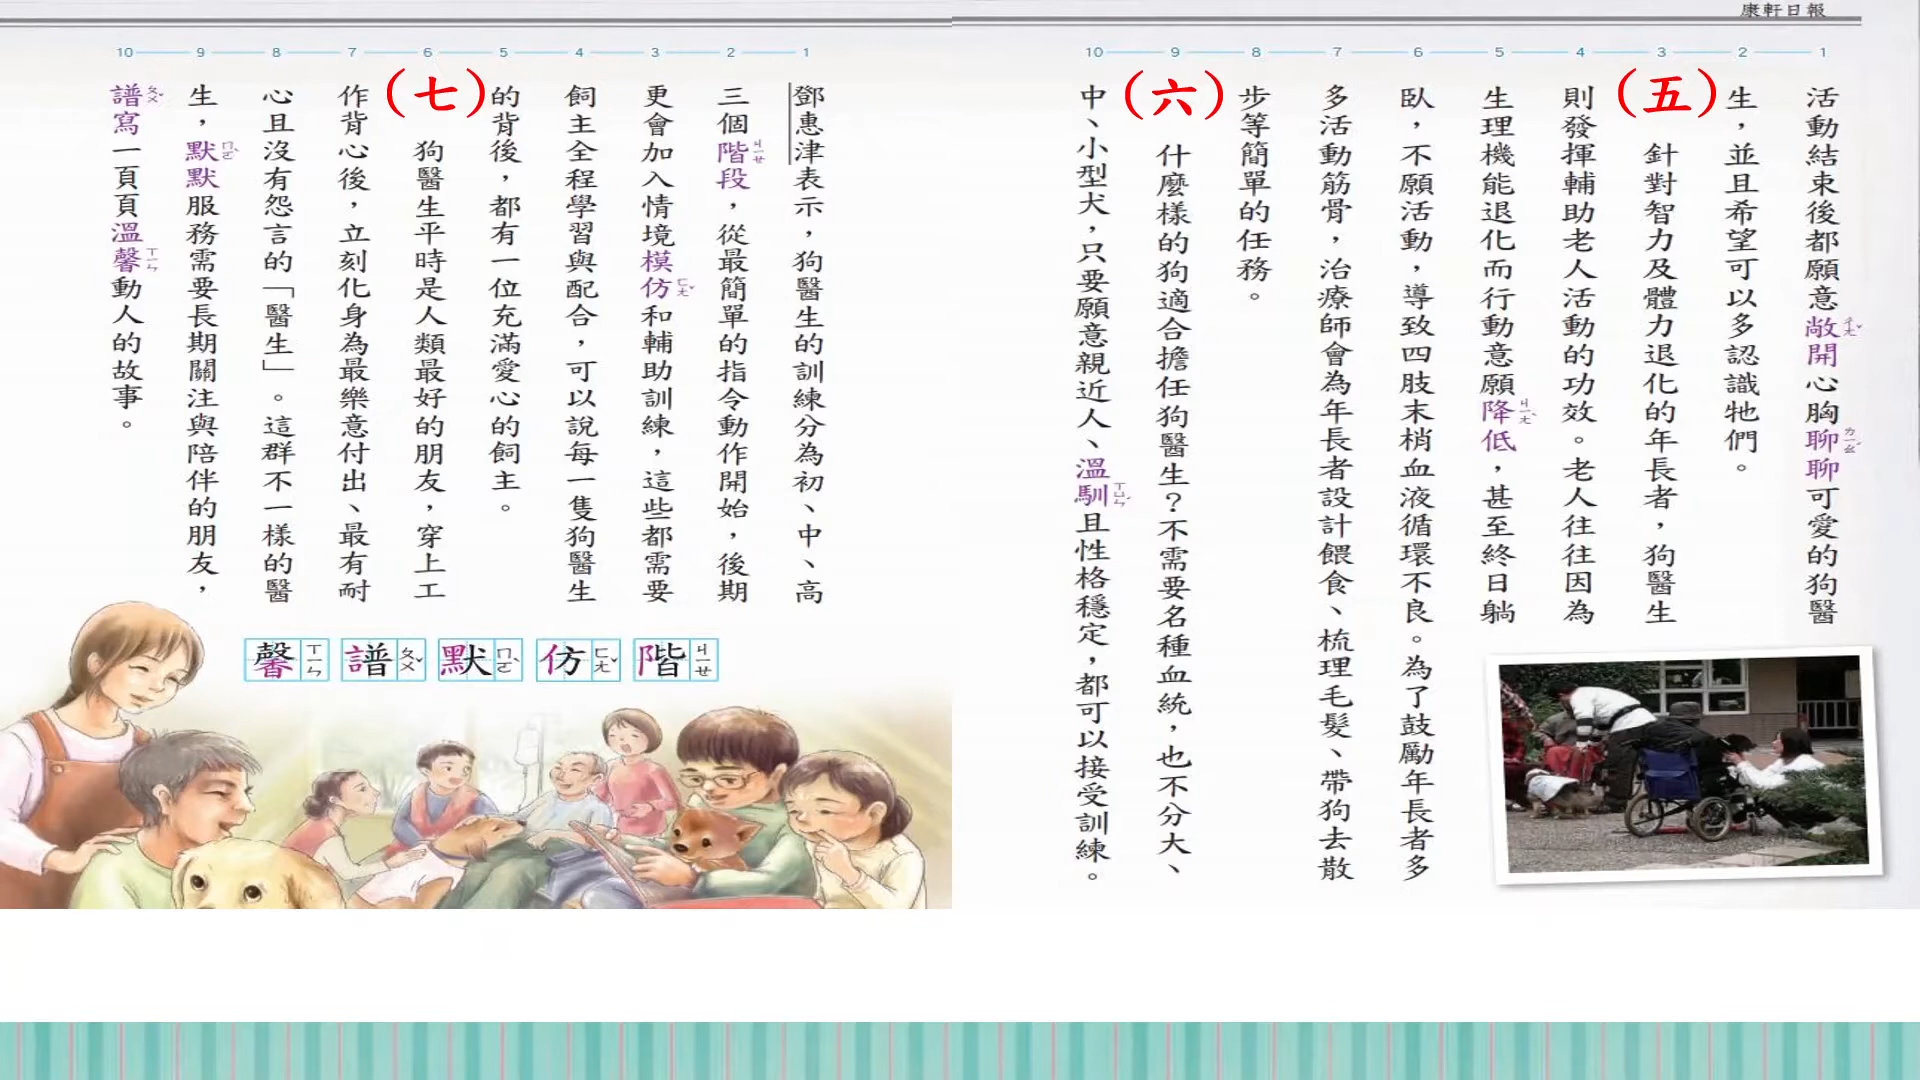 康軒日報
1 2 3 4 5 6 7 8 9 10
活動結束後都願意敞開心胸聊聊可愛的狗醫
ㄔㄤˇ
ㄌㄧㄠˊ
生，並且希望可以多認識牠們。
（五）
針對智力及體力退化的年長者，狗醫生
則發揮輔助老人活動的功效。老人往往因為
生理機能退化而行動意願降低，甚至終日躺
ㄐㄧㄤˋ
臥，不願活動，導致四肢末梢血液循環不良。為了鼓勵年長者多
多活動筋骨，治療師會為年長者設計餵食、梳理毛髮、帶狗去散
步等簡單的任務。
（六）
什麼樣的狗適合擔任狗醫生？不需要名種血統，也不分大、
中、小型犬，只要願意親近人、溫馴且性格穩定，都可以接受訓練。
ㄒㄩㄣˊ
1 2 3 4 5 6 7 8 9 10
鄧惠津表示，狗醫生的訓練分為初、中、高
三個階段，從最簡單的指令動作開始，後期
ㄐㄧㄝ
更會加入情境模仿和輔助訓練，這些都需要
ㄈㄤˇ
飼主全程學習與配合，可以說每一隻狗醫生
的背後，都有一位充滿愛心的飼主。
（七）
狗醫生平時是人類最好的朋友，穿上工
作背心後，立刻化身為最樂意付出、最有耐
心且沒有怨言的「醫生」。這群不一樣的醫
生，默默服務需要長期關注與陪伴的朋友，
ㄇㄛˋ
譜寫一頁頁溫馨動人的故事。
ㄆㄨˇ
ㄒㄧㄣ
階 ㄐㄧㄝ
仿 ㄈㄤˇ
默 ㄇㄛˋ
譜 ㄆㄨˇ
馨 ㄒㄧㄣ